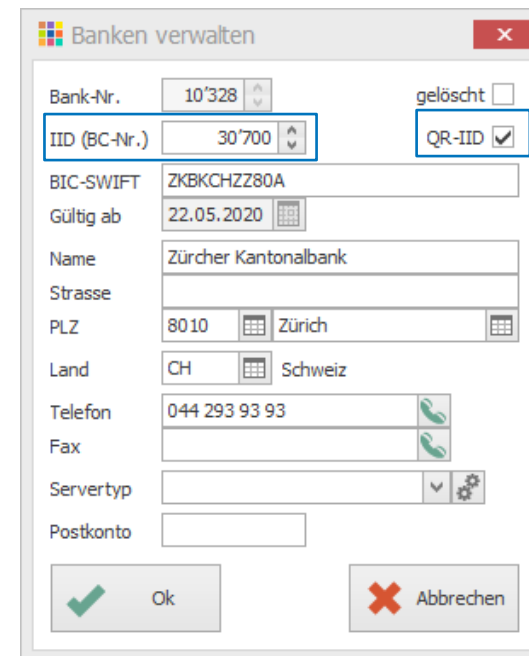 Banken verwalten
Bank-Nr. 10'328 gelöscht
IID (BC-Nr.) 30'700 QR-IID
BIC-SWIFT ZKBKCHZZ80A
Gültig ab 22.05.2020
Name Zürcher Kantonalbank
Strasse
PLZ 8010 Zürich
Land CH Schweiz
Telefon 044 293 93 93
Fax
Servertyp
Postkonto
Ok Abbrechen